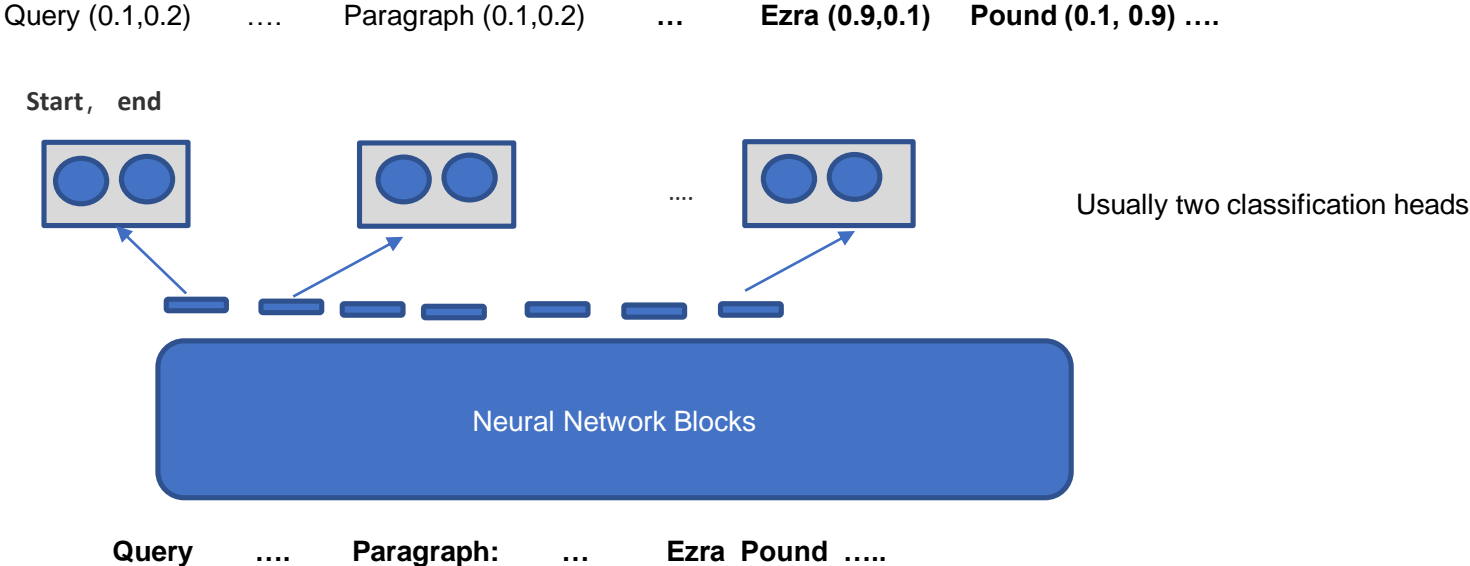 Query (0.1,0.2) …. Paragraph (0.1,0.2) … Ezra (0.9,0.1) Pound (0.1, 0.9) ….
Start， end
....
Usually two classification heads
Neural Network Blocks
Query …. Paragraph: … Ezra Pound …..